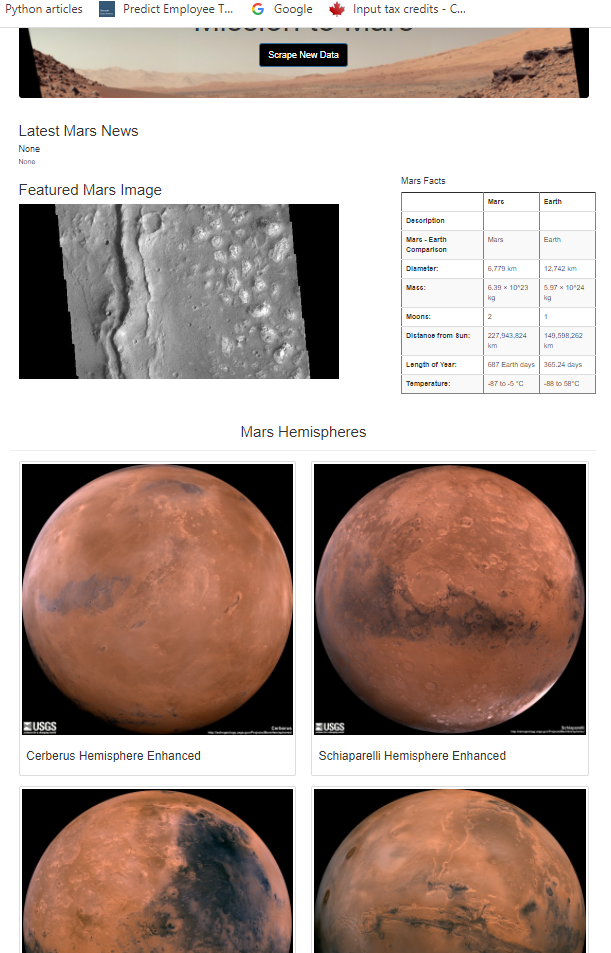 Python articles Predict Employee T... Google Input tax credits - C...
Mission to Mars
Scrape New Data
Latest Mars News
None
None
Featured Mars Image
Mars Facts
Mars Earth
Description
Mars - Earth Comparison Mars Earth
Diameter: 6,779 km 12,742 km
Mass: 6.39 × 10^23 kg 5.97 × 10^24 kg
Moons: 2 1
Distance from Sun: 227,943,824 km 149,598,262 km
Length of Year: 687 Earth days 365.24 days
Temperature: -87 to -5 °C -88 to 58°C
Mars Hemispheres
USGS
Cerberus
USGS
Schiaparelli
Cerberus Hemisphere Enhanced
Schiaparelli Hemisphere Enhanced